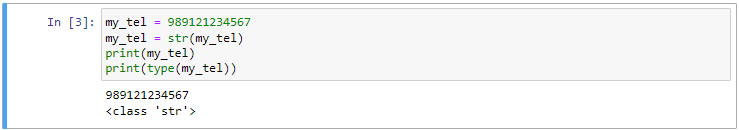 In [3]: my_tel = 989121234567
my_tel = str(my_tel)
print(my_tel)
print(type(my_tel))
989121234567
<class 'str'>